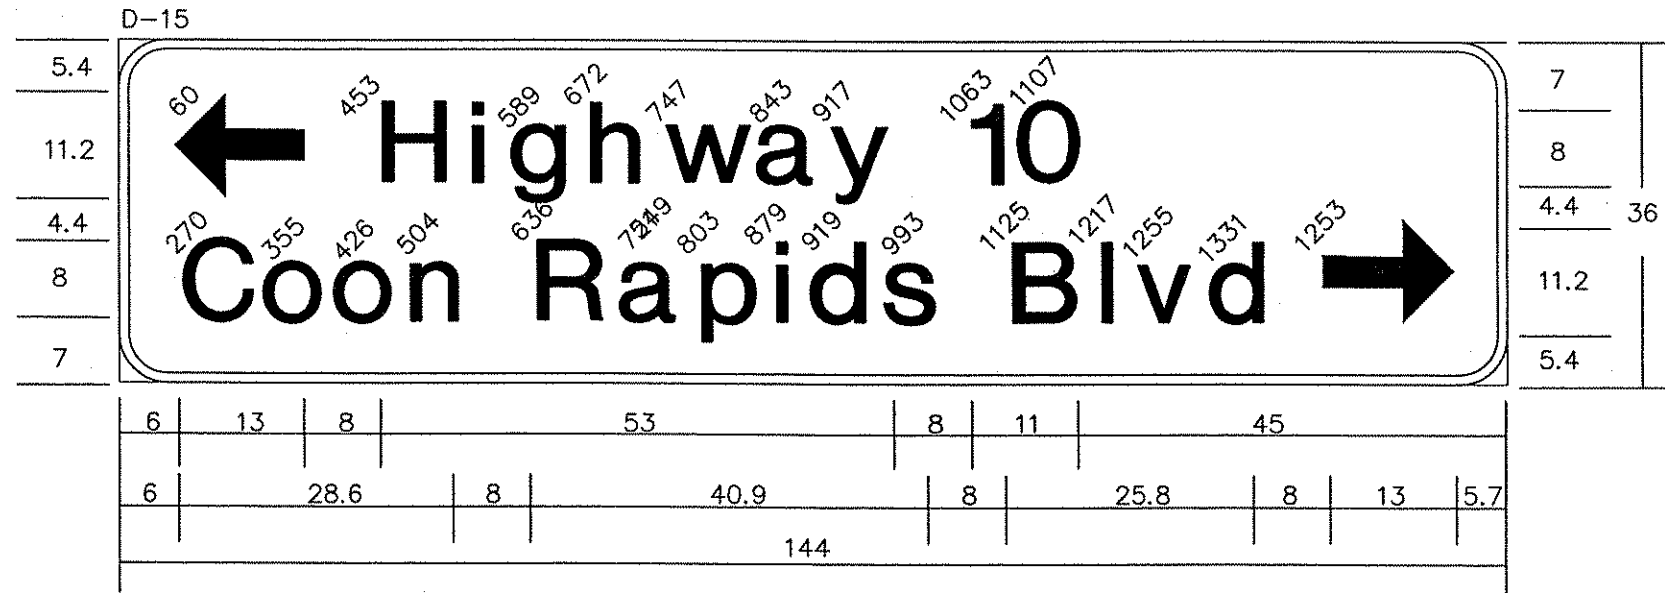 D-15
5.4 60 453 589 672 747 843 917 1063 1107 7
11.2 Highway 10 8
4.4 270 355 426 504 636 749 803 879 919 993 1125 1217 1255 1331 1253 4.4 36
8 Coon Rapids Blvd 11.2
7 5.4
6 13 8 53 8 11 45
6 28.6 8 40.9 8 25.8 8 13 5.7
144